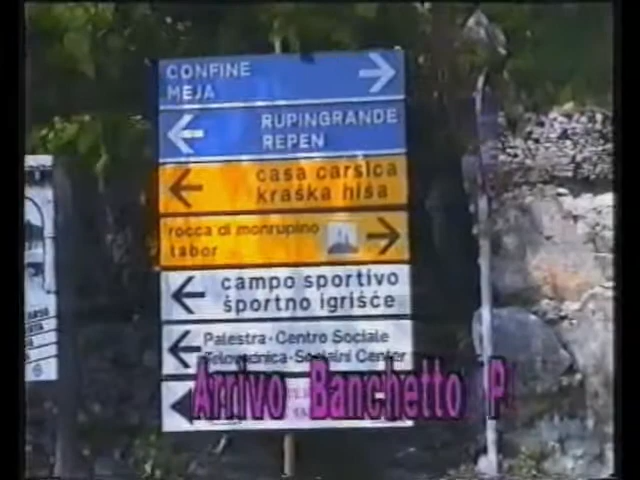 CONFINE
MEJA
RUPINGRANDE
REPEN
casa carsica
kraška hiša
rocca di monrupino
tabor
campo sportivo
športno igrišče
Palestra-Centro Sociale
Telovadnica-Socialni Center
Arrivo Banchetto P